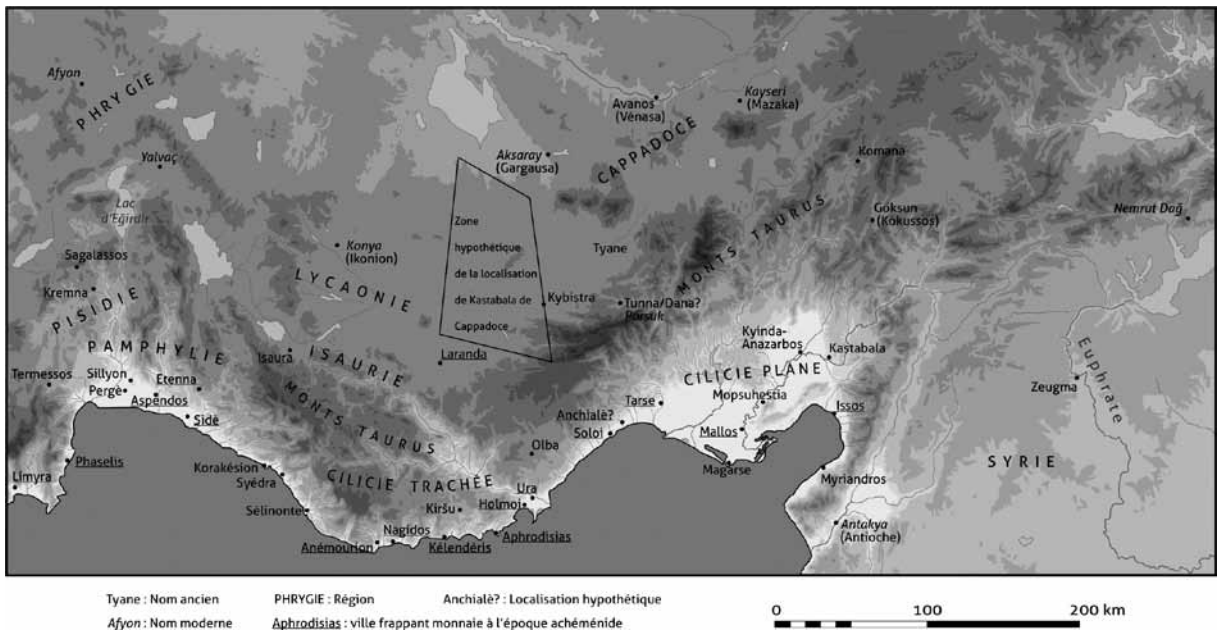 Afyon
PHRYGIE
Yalvaç
Lac
d'Eğirdir
Sagalassos
Kremna
PISIDIE
PAMPHYLIE
Termessos
Sillyon
Pergè
Aspendos
Etenna
Sidè
Phaselis
Limyra
Konya
(Ikonion)
LYCAONIE
Isaura
ISAURIE
MONTS TAURUS
CILICIE TRACHÉE
Korakésion
Syédra
Sélinonte
Anémourion
Nagidos
Kélendéris
Kiršu
Holmoi
Ura
Aphrodisias
Olba
Laranda
Zone
hypothétique
de la localisation
de Kastabala de
Cappadoce
Aksaray
(Gargausa)
Avanos
(Vénasa)
Kayseri
(Mazaka)
CAPPADOCE
Komana
Göksun
(Kokussos)
Nemrut Dağ
Tyane
Kybistra
Tunna/Dana?
Porsuk
MONTS TAURUS
Kyinda-
Anazarbos
Kastabala
CILICIE PLANE
Tarse
Mopsuhestia
Anchialè?
Soloi
Mallos
Magarse
Issos
Myriandros
Antakya
(Antioche)
SYRIE
Zeugma
Euphrate
Tyane : Nom ancien
PHRYGIE : Région
Anchialè? : Localisation hypothétique
Afyon : Nom moderne
Aphrodisias : ville frappant monnaie à l'époque achéménide
0 100 200 km